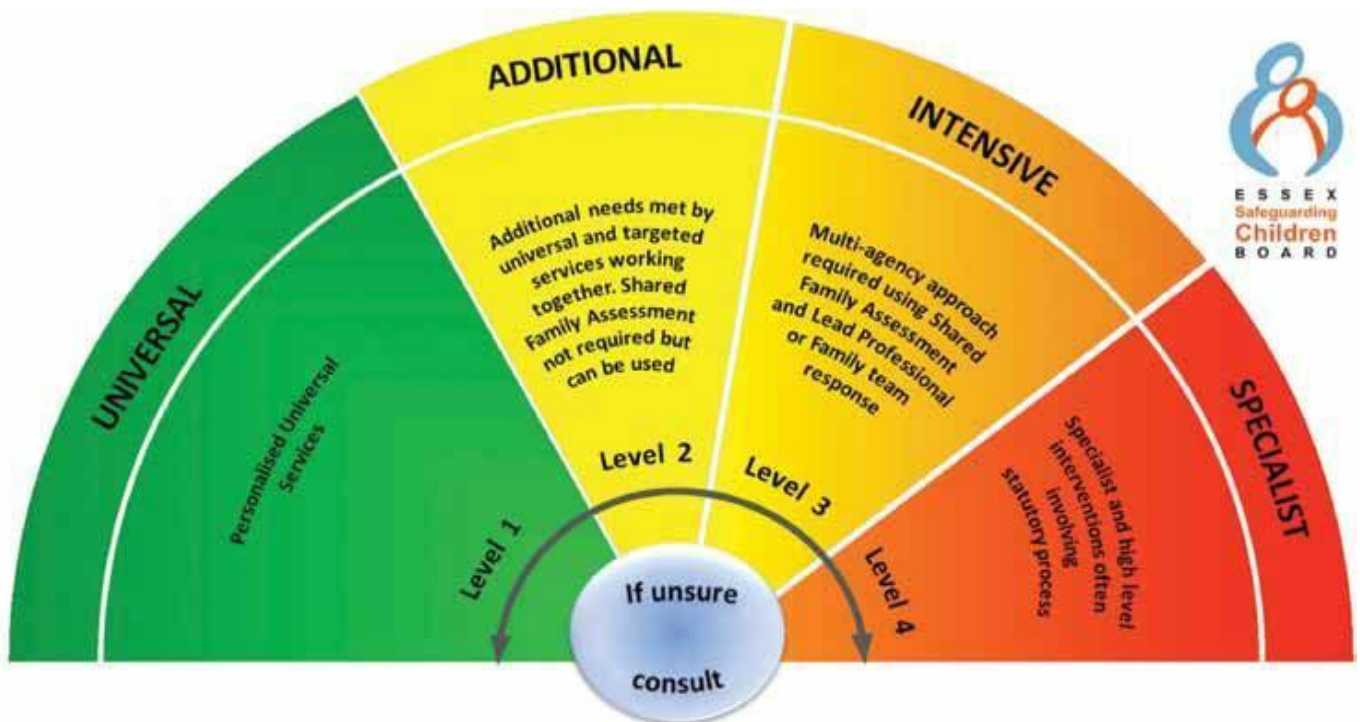 UNIVERSAL
Personalised Universal
Services
Level 1
ADDITIONAL
Additional needs met by
universal and targeted
services working
together. Shared
Family Assessment
not required but
can be used
Level 2
INTENSIVE
Multi-agency approach
required using Shared
Family Assessment
and Lead Professional
or Family team
response
Level 3
SPECIALIST
Specialist and high level
interventions often
involving
statutory process
Level 4
If unsure
consult
ESSEX
Safeguarding
Children
BOARD